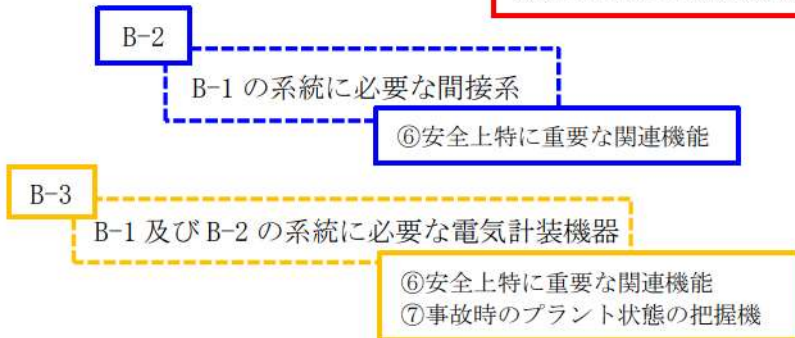 B-2
B-1 の系統に必要な間接系
⑥安全上特に重要な関連機能
B-3
B-1 及び B-2 の系統に必要な電気計装機器
⑥安全上特に重要な関連機能
⑦事故時のプラント状態の把握機